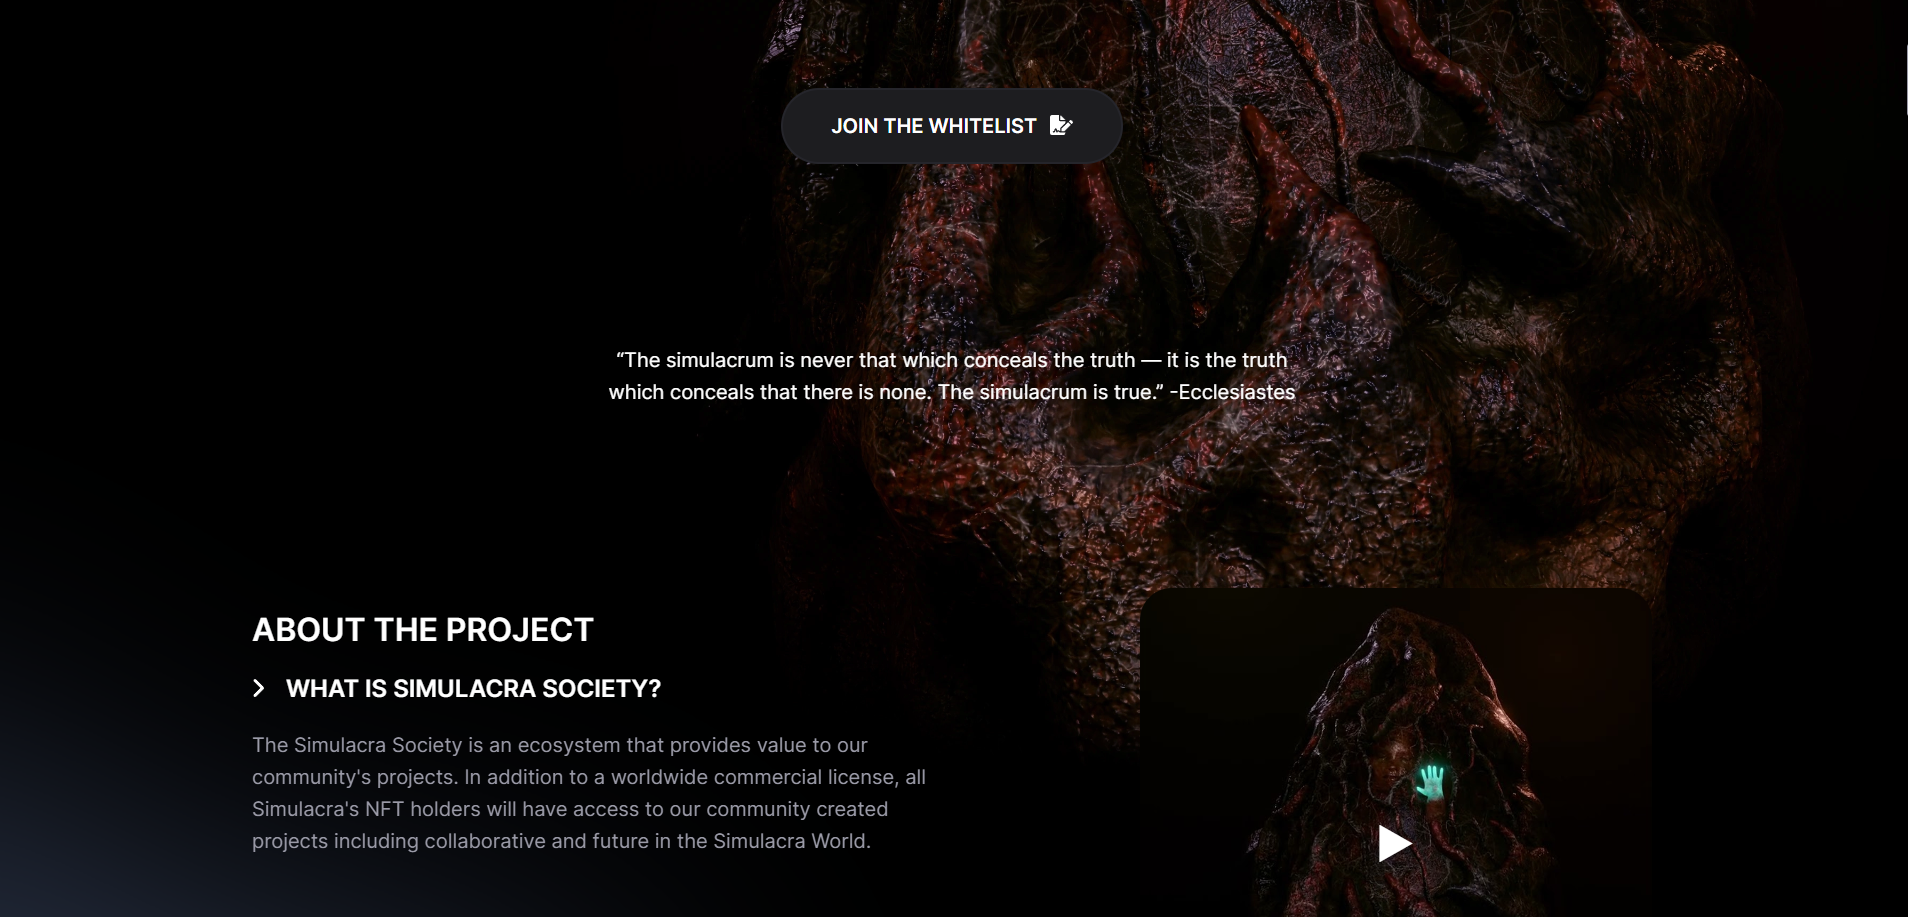 JOIN THE WHITELIST
“The simulacrum is never that which conceals the truth — it is the truth
which conceals that there is none. The simulacrum is true.” -Ecclesiastes
ABOUT THE PROJECT
WHAT IS SIMULACRA SOCIETY?
The Simulacra Society is an ecosystem that provides value to our
community's projects. In addition to a worldwide commercial license, all
Simulacra's NFT holders will have access to our community created
projects including collaborative and future in the Simulacra World.